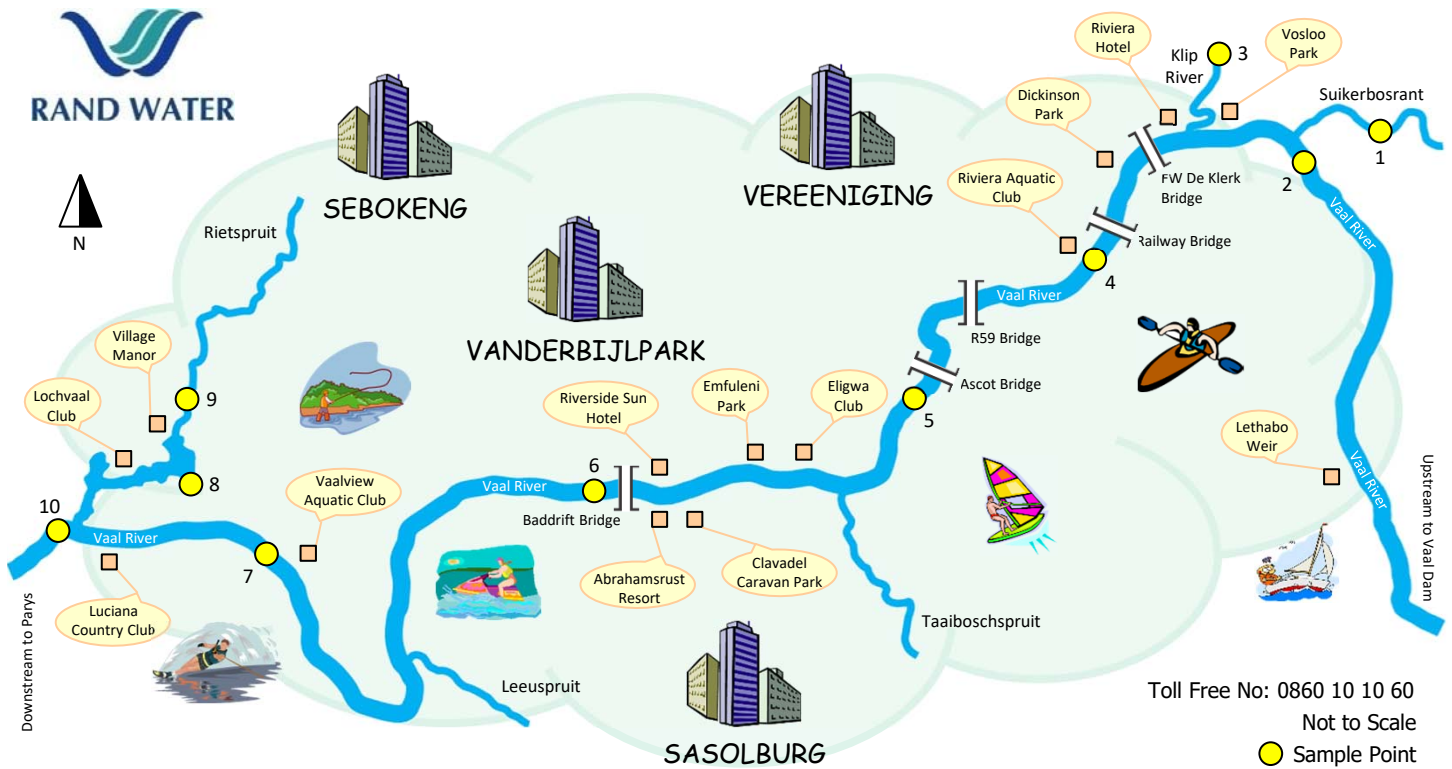 RAND WATER
N
SEBOKENG
VEREENIGING
VANDERBIJLPARK
SASOLBURG
Riviera
Hotel
Klip
River
3
Vosloo
Park
Suikerbosrant
1
2
Dickinson
Park
FW De Klerk
Bridge
Vaal River
Riviera Aquatic
Club
Railway Bridge
4
Vaal River
R59 Bridge
Ascot Bridge
5
Rietspruit
Village
Manor
Lochvaal
Club
9
8
10
Vaal River
7
Vaalview
Aquatic Club
Luciana
Country Club
Riverside Sun
Hotel
Emfuleni
Park
Eligwa
Club
6
Vaal River
Baddrift Bridge
Abrahamsrust
Resort
Clavadel
Caravan Park
Taaiboschspruit
Leeuspruit
Lethabo
Weir
Vaal River
Upstream to Vaal Dam
Downstream to Parys
Toll Free No: 0860 10 10 60
Not to Scale
Sample Point